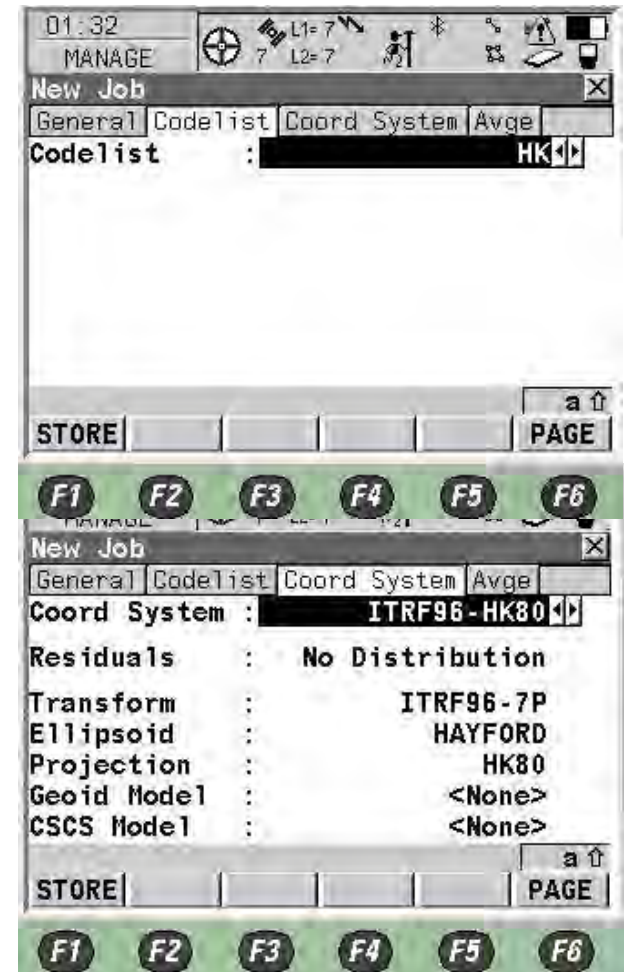 01:32
MANAGE
7 L1= 7
L2= 7
New Job
General Codelist Coord System Avge
Codelist : HK
a
STORE PAGE
F1 F2 F3 F4 F5 F6
MANAGE
New Job
General Codelist Coord System Avge
Coord System : ITRF96-HK80
Residuals : No Distribution
Transform : ITRF96-7P
Ellipsoid : HAYFORD
Projection : HK80
Geoid Model : <None>
CSCS Model : <None>
a
STORE PAGE
F1 F2 F3 F4 F5 F6